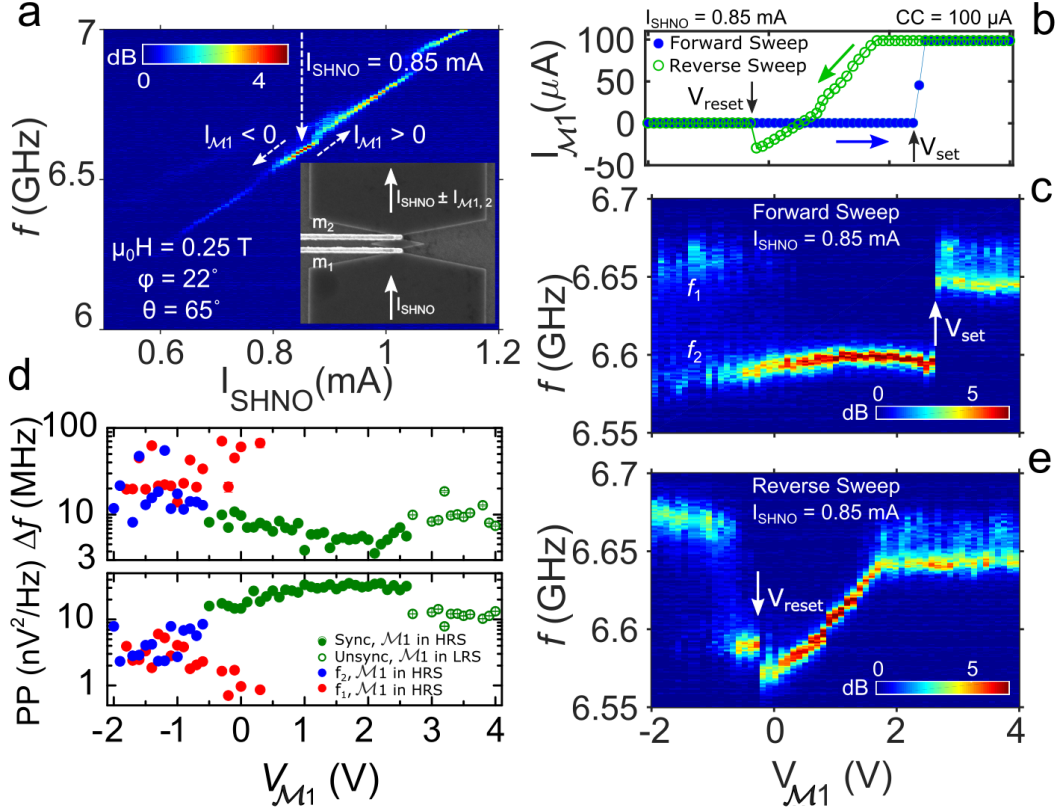 a
dB
0
4
I_SHNO = 0.85 mA
I_ℳ1 < 0
I_ℳ1 > 0
f (GHz)
7
6.5
6
μ₀H = 0.25 T
φ = 22°
θ = 65°
m₂
m₁
I_SHNO ± I_ℳ1, 2
I_SHNO
0.6
0.8
1
1.2
I_SHNO(mA)
b
I_SHNO = 0.85 mA
CC = 100 μA
Forward Sweep
Reverse Sweep
V_reset
V_set
I_ℳ1(μA)
100
50
0
-50
c
Forward Sweep
I_SHNO = 0.85 mA
f₁
f₂
V_set
f (GHz)
6.7
6.65
6.6
6.55
0
5
dB
-2
0
2
4
d
Δf (MHz)
100
10
3
PP (nV²/Hz)
10
1
Sync, ℳ1 in HRS
Unsync, ℳ1 in LRS
f₂, ℳ1 in HRS
f₁, ℳ1 in HRS
-2
-1
0
1
2
3
4
V_ℳ1 (V)
e
Reverse Sweep
I_SHNO = 0.85 mA
V_reset
f (GHz)
6.7
6.65
6.6
6.55
0
5
dB
-2
0
2
4
V_ℳ1 (V)